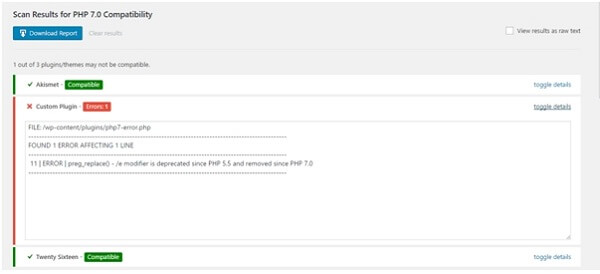 Scan Results for PHP 7.0 Compatibility
Download Report Clear results View results as raw text
1 out of 3 plugins/themes may not be compatible.
Akismet - Compatible toggle details
Custom Plugin - Errors: 1 toggle details
FILE: /wp-content/plugins/php7-error.php
--------------------------------------------------------------------------------
FOUND 1 ERROR AFFECTING 1 LINE
--------------------------------------------------------------------------------
11 | ERROR | preg_replace() - /e modifier is deprecated since PHP 5.5 and removed since PHP 7.0
--------------------------------------------------------------------------------
Twenty Sixteen - Compatible toggle details